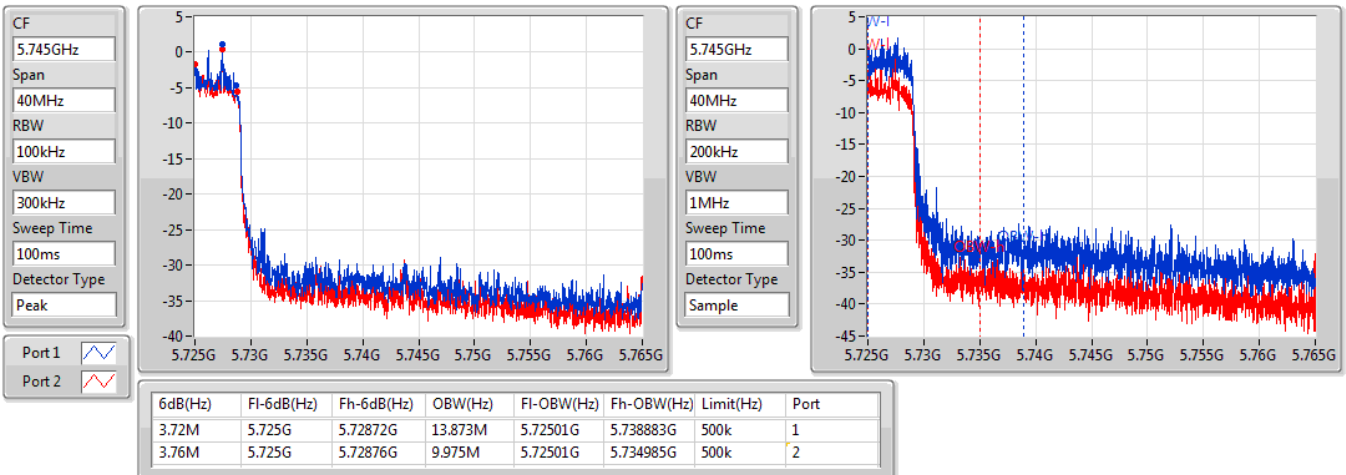 CF
5.745GHz
Span
40MHz
RBW
100kHz
VBW
300kHz
Sweep Time
100ms
Detector Type
Peak
Port 1
Port 2
5
0
-5
-10
-15
-20
-25
-30
-35
-40
5.725G 5.73G 5.735G 5.74G 5.745G 5.75G 5.755G 5.76G 5.765G
CF
5.745GHz
Span
40MHz
RBW
200kHz
VBW
1MHz
Sweep Time
100ms
Detector Type
Sample
5
0
-5
-10
-15
-20
-25
-30
-35
-40
-45
5.725G 5.73G 5.735G 5.74G 5.745G 5.75G 5.755G 5.76G 5.765G
6dB(Hz) Fl-6dB(Hz) Fh-6dB(Hz) OBW(Hz) Fl-OBW(Hz) Fh-OBW(Hz) Limit(Hz) Port
3.72M 5.725G 5.72872G 13.873M 5.72501G 5.738883G 500k 1
3.76M 5.725G 5.72876G 9.975M 5.72501G 5.734985G 500k 2